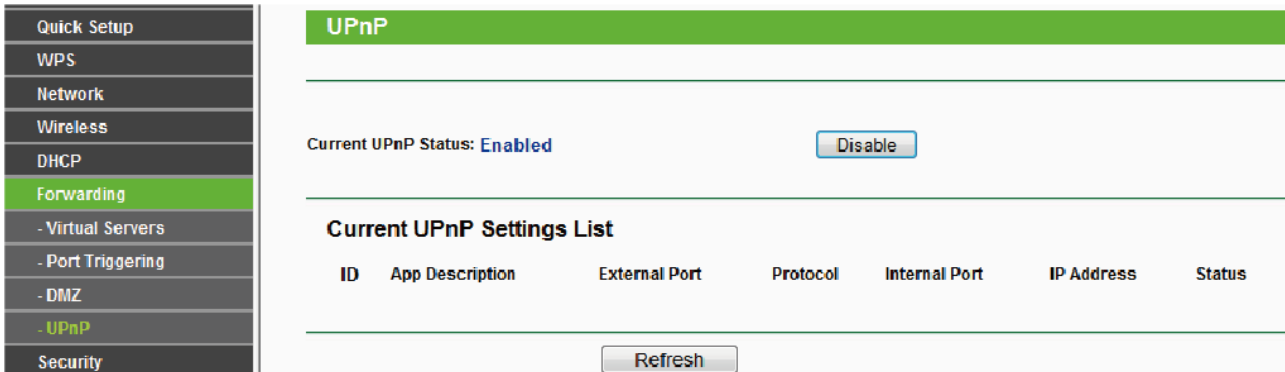 Quick Setup
WPS
Network
Wireless
DHCP
Forwarding
- Virtual Servers
- Port Triggering
- DMZ
- UPnP
Security
UPnP
Current UPnP Status: Enabled Disable
Current UPnP Settings List
ID App Description External Port Protocol Internal Port IP Address Status
Refresh